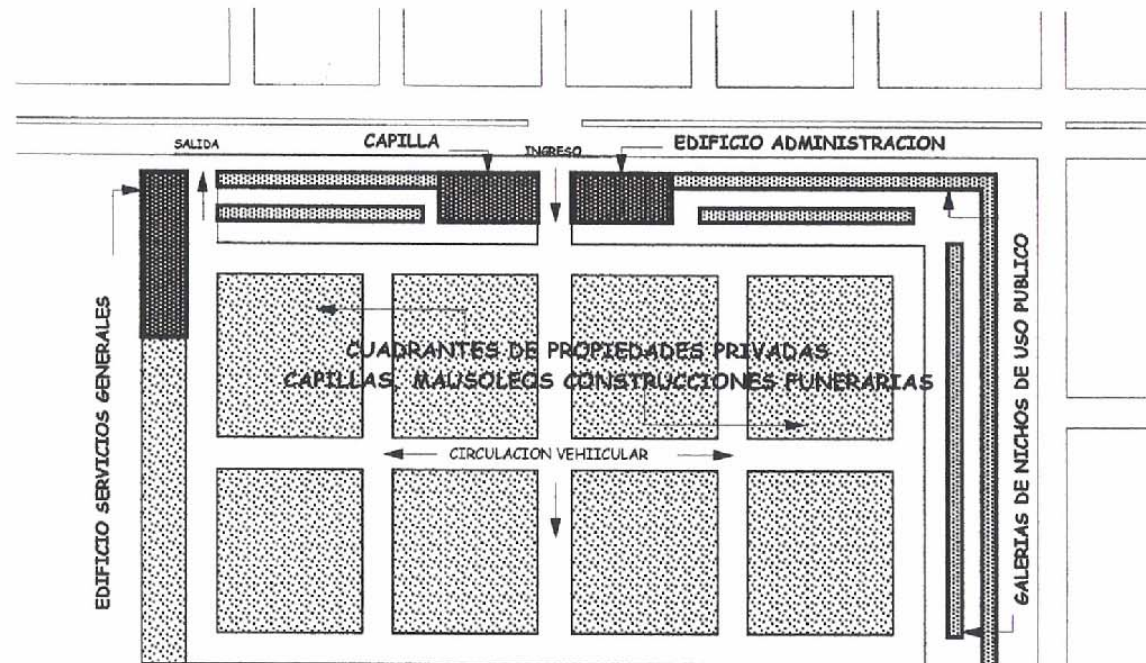 SALIDA
CAPILLA
INGRESO
EDIFICIO ADMINISTRACION
EDIFICIO SERVICIOS GENERALES
CUADRANTES DE PROPIEDADES PRIVADAS
CAPILLAS, MAUSOLEOS CONSTRUCCIONES FUNERARIAS
GALERIAS DE NICHOS DE USO PUBLICO
CIRCULACION VEHIICULAR